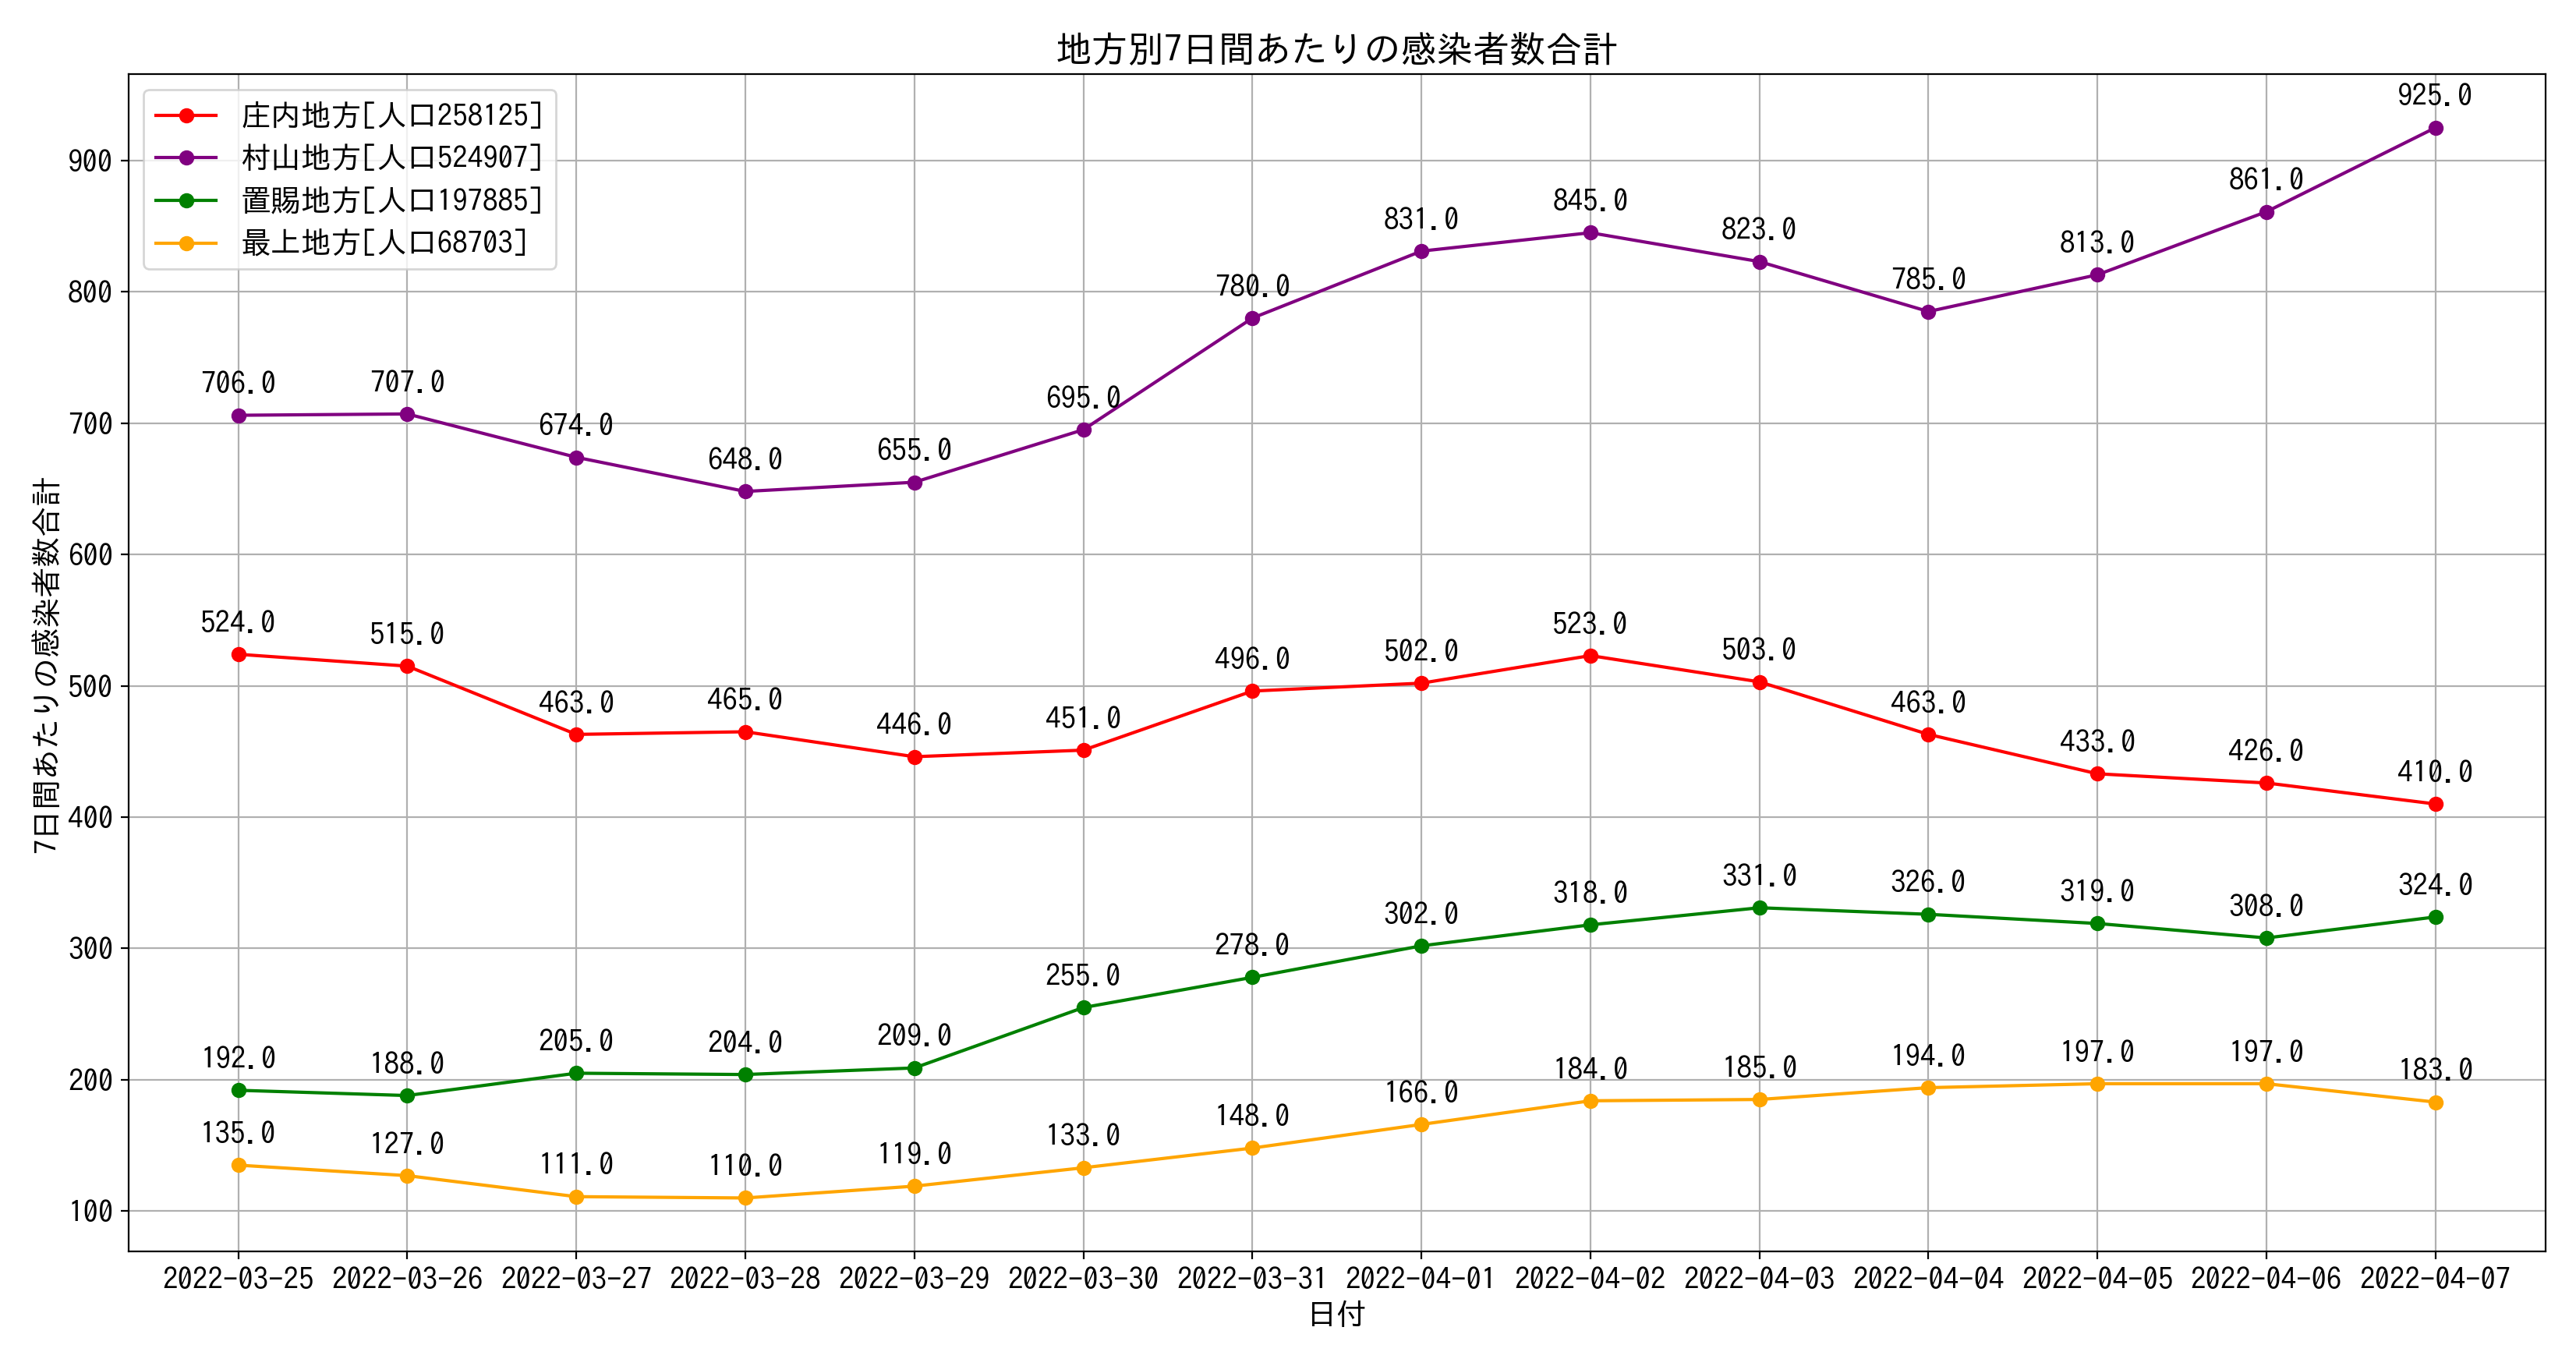 地方別7日間あたりの感染者数合計
庄内地方[人口258125]
村山地方[人口524907]
置賜地方[人口197885]
最上地方[人口68703]
7日間あたりの感染者数合計
900
800
700
600
500
400
300
200
100
706.0 707.0 674.0 648.0 655.0 695.0 780.0 831.0 845.0 823.0 785.0 813.0 861.0 925.0
524.0 515.0 463.0 465.0 446.0 451.0 496.0 502.0 523.0 503.0 463.0 433.0 426.0 410.0
192.0 188.0 205.0 204.0 209.0 255.0 278.0 302.0 318.0 331.0 326.0 319.0 308.0 324.0
135.0 127.0 111.0 110.0 119.0 133.0 148.0 166.0 184.0 185.0 194.0 197.0 197.0 183.0
2022-03-25 2022-03-26 2022-03-27 2022-03-28 2022-03-29 2022-03-30 2022-03-31 2022-04-01 2022-04-02 2022-04-03 2022-04-04 2022-04-05 2022-04-06 2022-04-07
日付